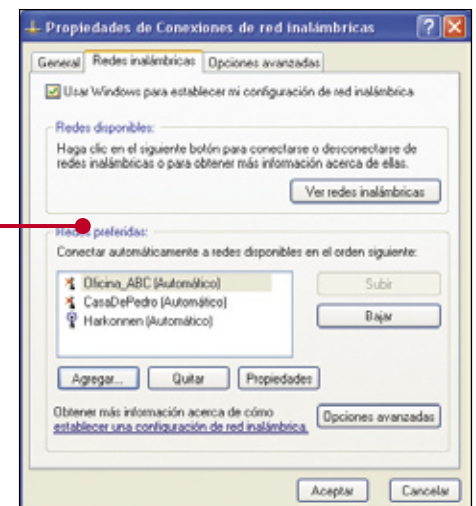 Propiedades de Conexiones de red inalámbricas
General Redes inalámbricas Opciones avanzadas
Usar Windows para establecer mi configuración de red inalámbrica
Redes disponibles:
Haga clic en el siguiente botón para conectarse o desconectarse de
redes inalámbricas o para obtener más información acerca de ellas.
Ver redes inalámbricas
Redes preferidas:
Conectar automáticamente a redes disponibles en el orden siguiente:
Oficina_ABC (Automático)
CasaDePedro (Automático)
Harkonnen (Automático)
Subir
Bajar
Agregar... Quitar Propiedades
Obtener más información acerca de cómo
establecer una configuración de red inalámbrica.
Opciones avanzadas
Aceptar Cancelar